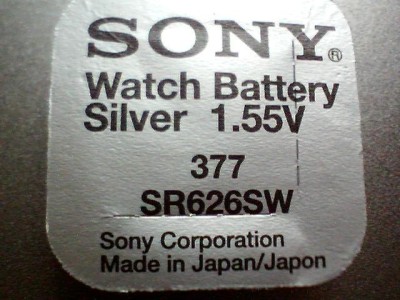 SONY®
Watch Battery
Silver 1.55V
377
SR626SW
Sony Corporation
Made in Japan/Japon